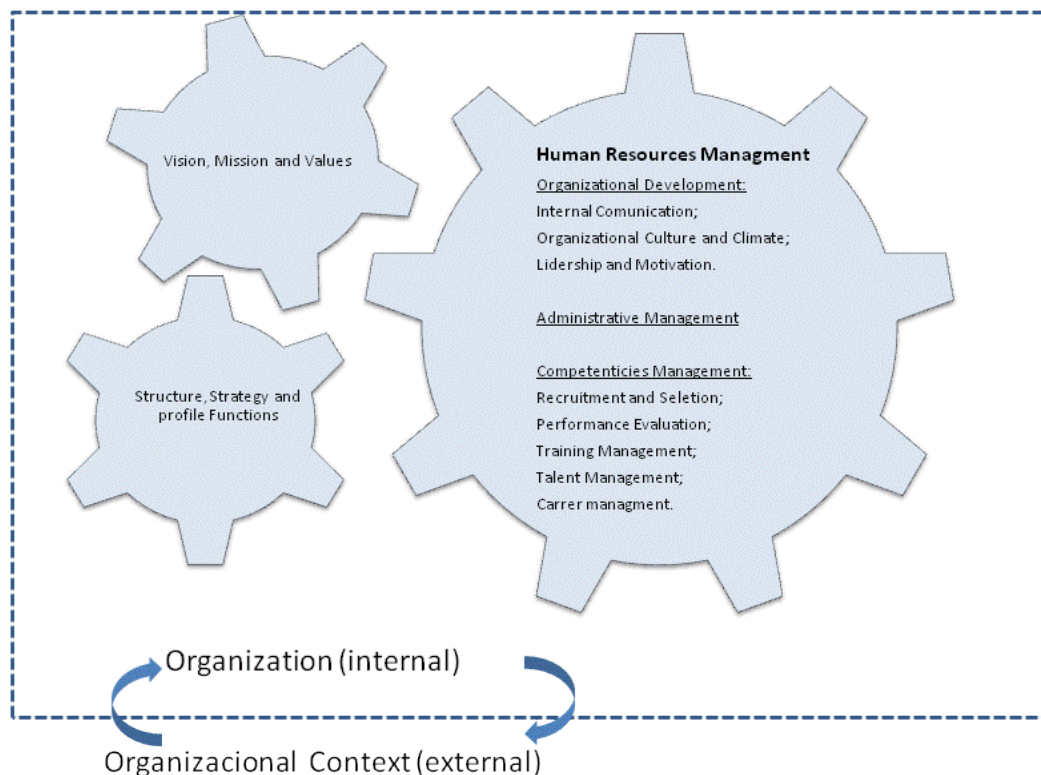 Vision, Mission and Values
Structure, Strategy and
profile Functions
Human Resources Managment
Organizational Development:
Internal Comunication;
Organizational Culture and Climate;
Lidership and Motivation.
Administrative Management
Competenticies Management:
Recruitment and Seletion;
Performance Evaluation;
Training Management;
Talent Management;
Carrer managment.
Organization (internal)
Organizacional Context (external)